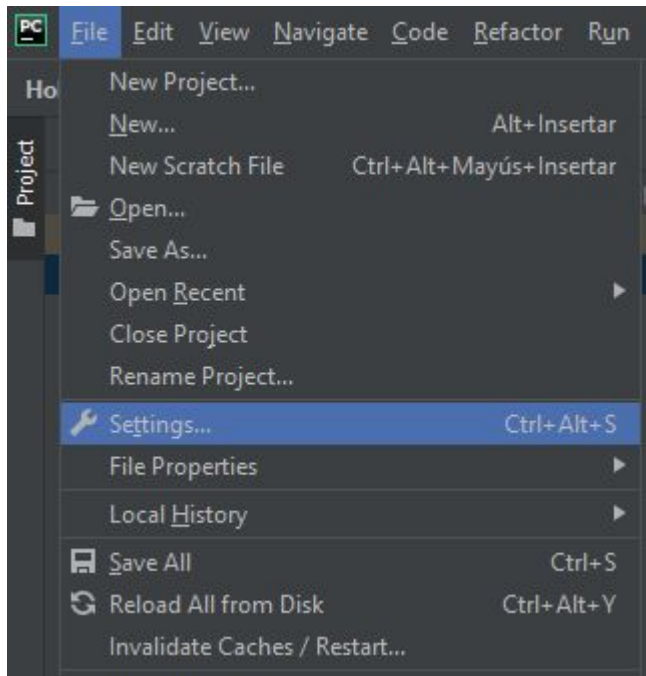 PC File Edit View Navigate Code Refactor Run
Ho
Project
New Project...
New... Alt+Insertar
New Scratch File Ctrl+Alt+Mayús+Insertar
Open...
Save As...
Open Recent
Close Project
Rename Project...
Settings... Ctrl+Alt+S
File Properties
Local History
Save All Ctrl+S
Reload All from Disk Ctrl+Alt+Y
Invalidate Caches / Restart...